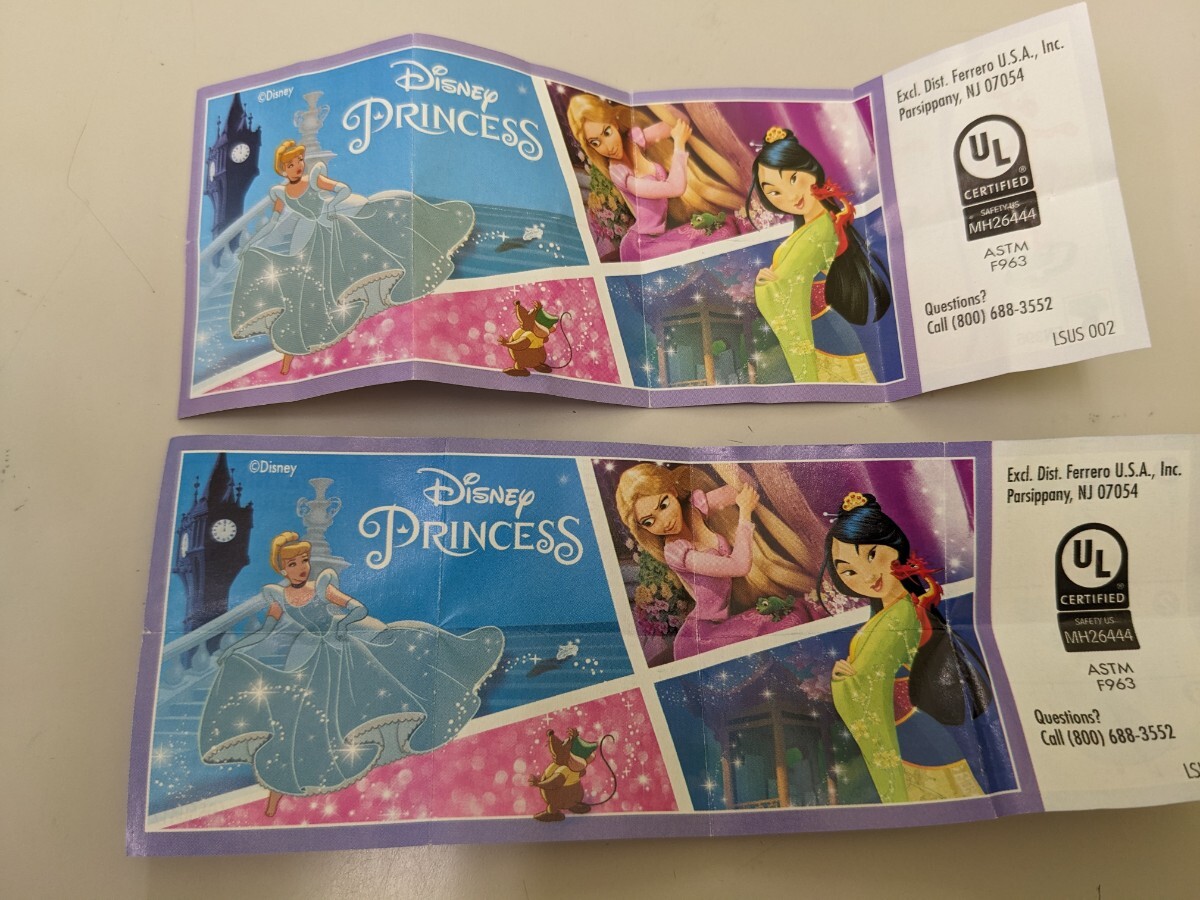 ©Disney
Disney
Princess
Excl. Dist. Ferrero U.S.A., Inc.
Parsippany, NJ 07054
UL
®
CERTIFIED
SAFETY US
MH26444
ASTM
F963
Questions?
Call (800) 688-3552
LSUS 002
©Disney
Disney
Princess
Excl. Dist. Ferrero U.S.A., Inc.
Parsippany, NJ 07054
UL
®
CERTIFIED
SAFETY US
MH26444
ASTM
F963
Questions?
Call (800) 688-3552